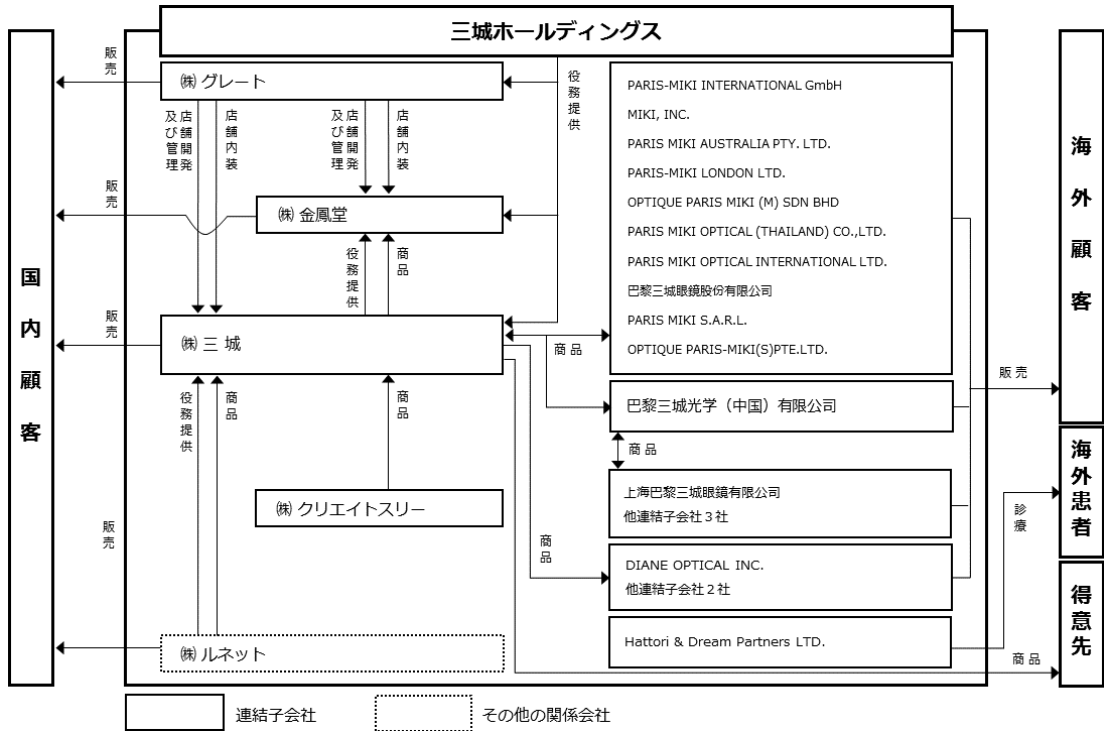 三城ホールディングス
国内顧客
販売
㈱ グレート
役務提供
店舗開発及び管理
店舗内装
店舗開発及び管理
店舗内装
販売
㈱ 金鳳堂
役務提供
商品
販売
㈱ 三 城
商品
役務提供
商品
商品
㈱ クリエイトスリー
販売
商品
㈱ ルネット
PARIS-MIKI INTERNATIONAL GmbH
MIKI, INC.
PARIS MIKI AUSTRALIA PTY. LTD.
PARIS-MIKI LONDON LTD.
OPTIQUE PARIS MIKI (M) SDN BHD
PARIS MIKI OPTICAL (THAILAND) CO.,LTD.
PARIS MIKI OPTICAL INTERNATIONAL LTD.
巴黎三城眼鏡股份有限公司
PARIS MIKI S.A.R.L.
OPTIQUE PARIS-MIKI(S)PTE.LTD.
巴黎三城光学（中国）有限公司
商品
上海巴黎三城眼鏡有限公司
他連結子会社３社
DIANE OPTICAL INC.
他連結子会社２社
Hattori & Dream Partners LTD.
販売
診療
商品
海外顧客
海外患者
得意先
連結子会社
その他の関係会社